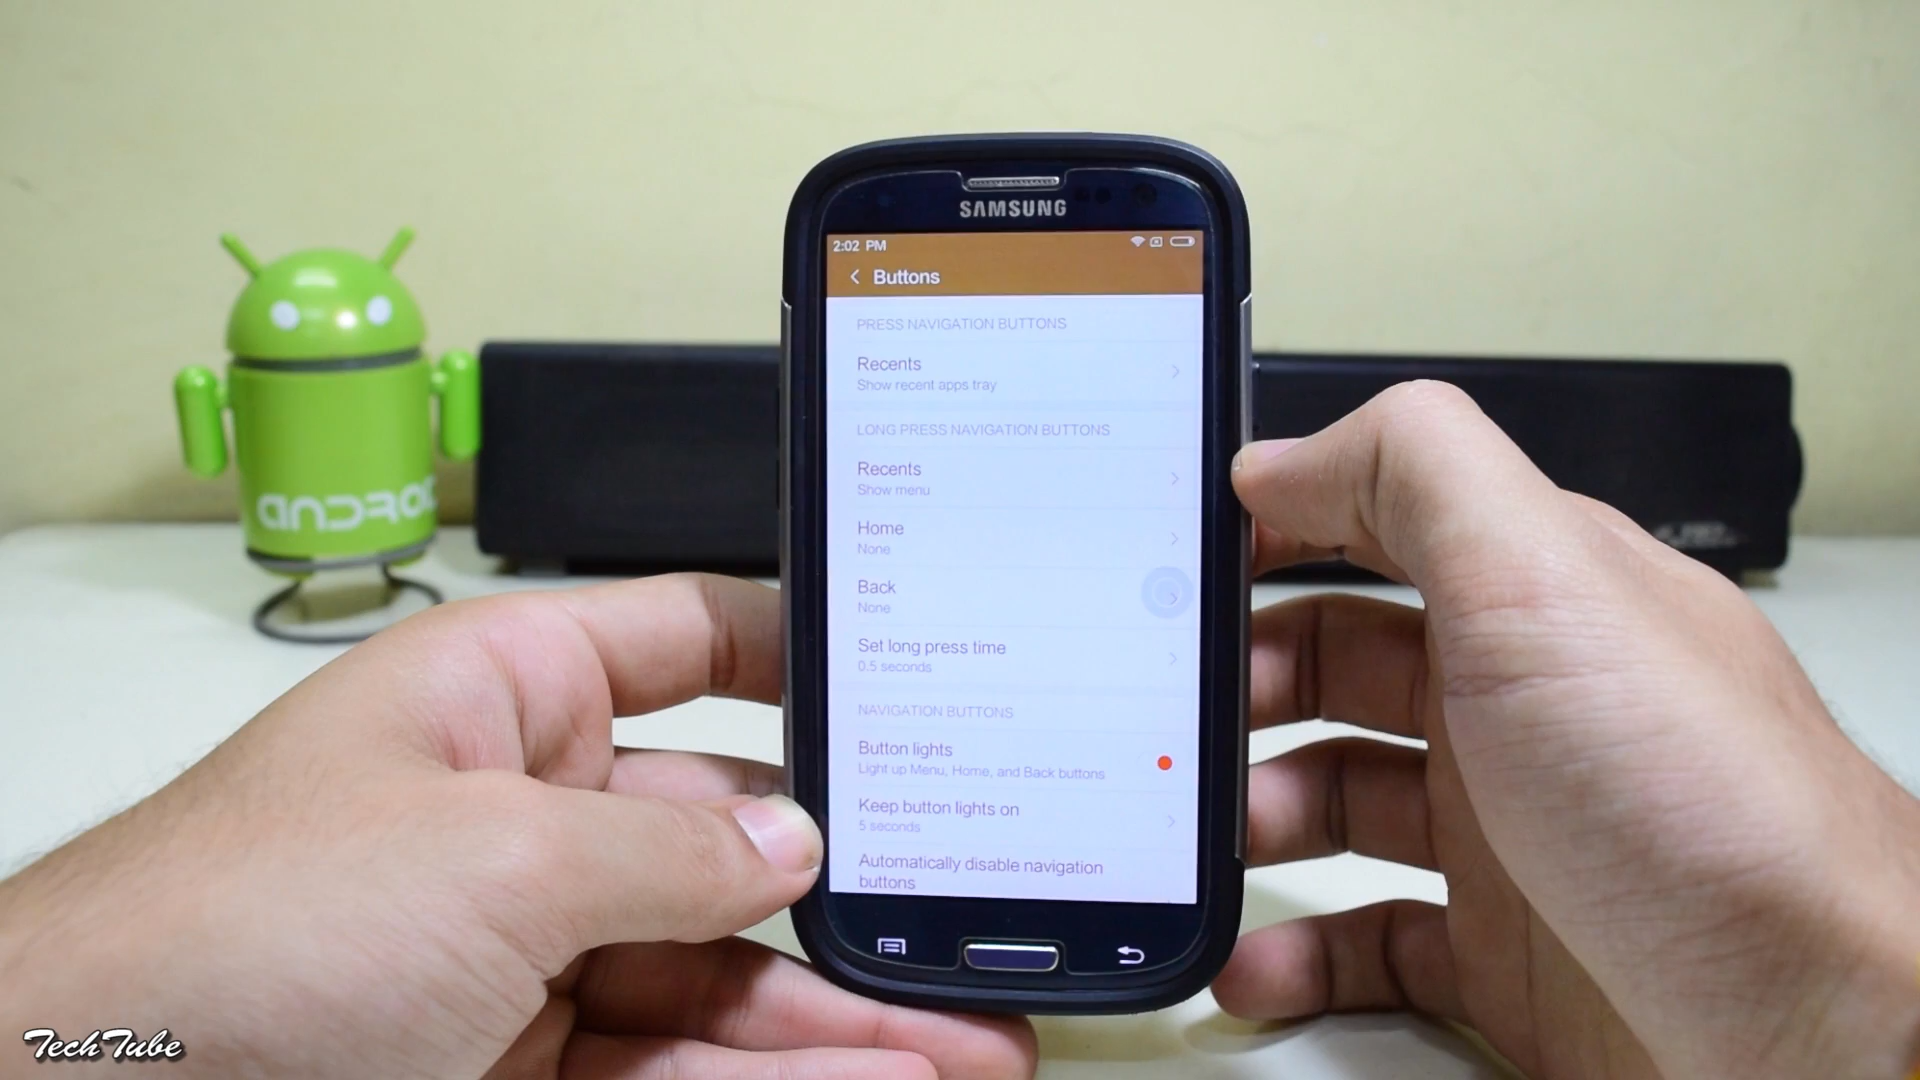 SAMSUNG
2:02 PM
Buttons
PRESS NAVIGATION BUTTONS
Recents
Show recent apps tray
LONG PRESS NAVIGATION BUTTONS
Recents
Show menu
Home
None
Back
None
Set long press time
0.5 seconds
NAVIGATION BUTTONS
Button lights
Light up Menu, Home, and Back buttons
Keep button lights on
5 seconds
Automatically disable navigation
buttons
ANDROI
TechTube